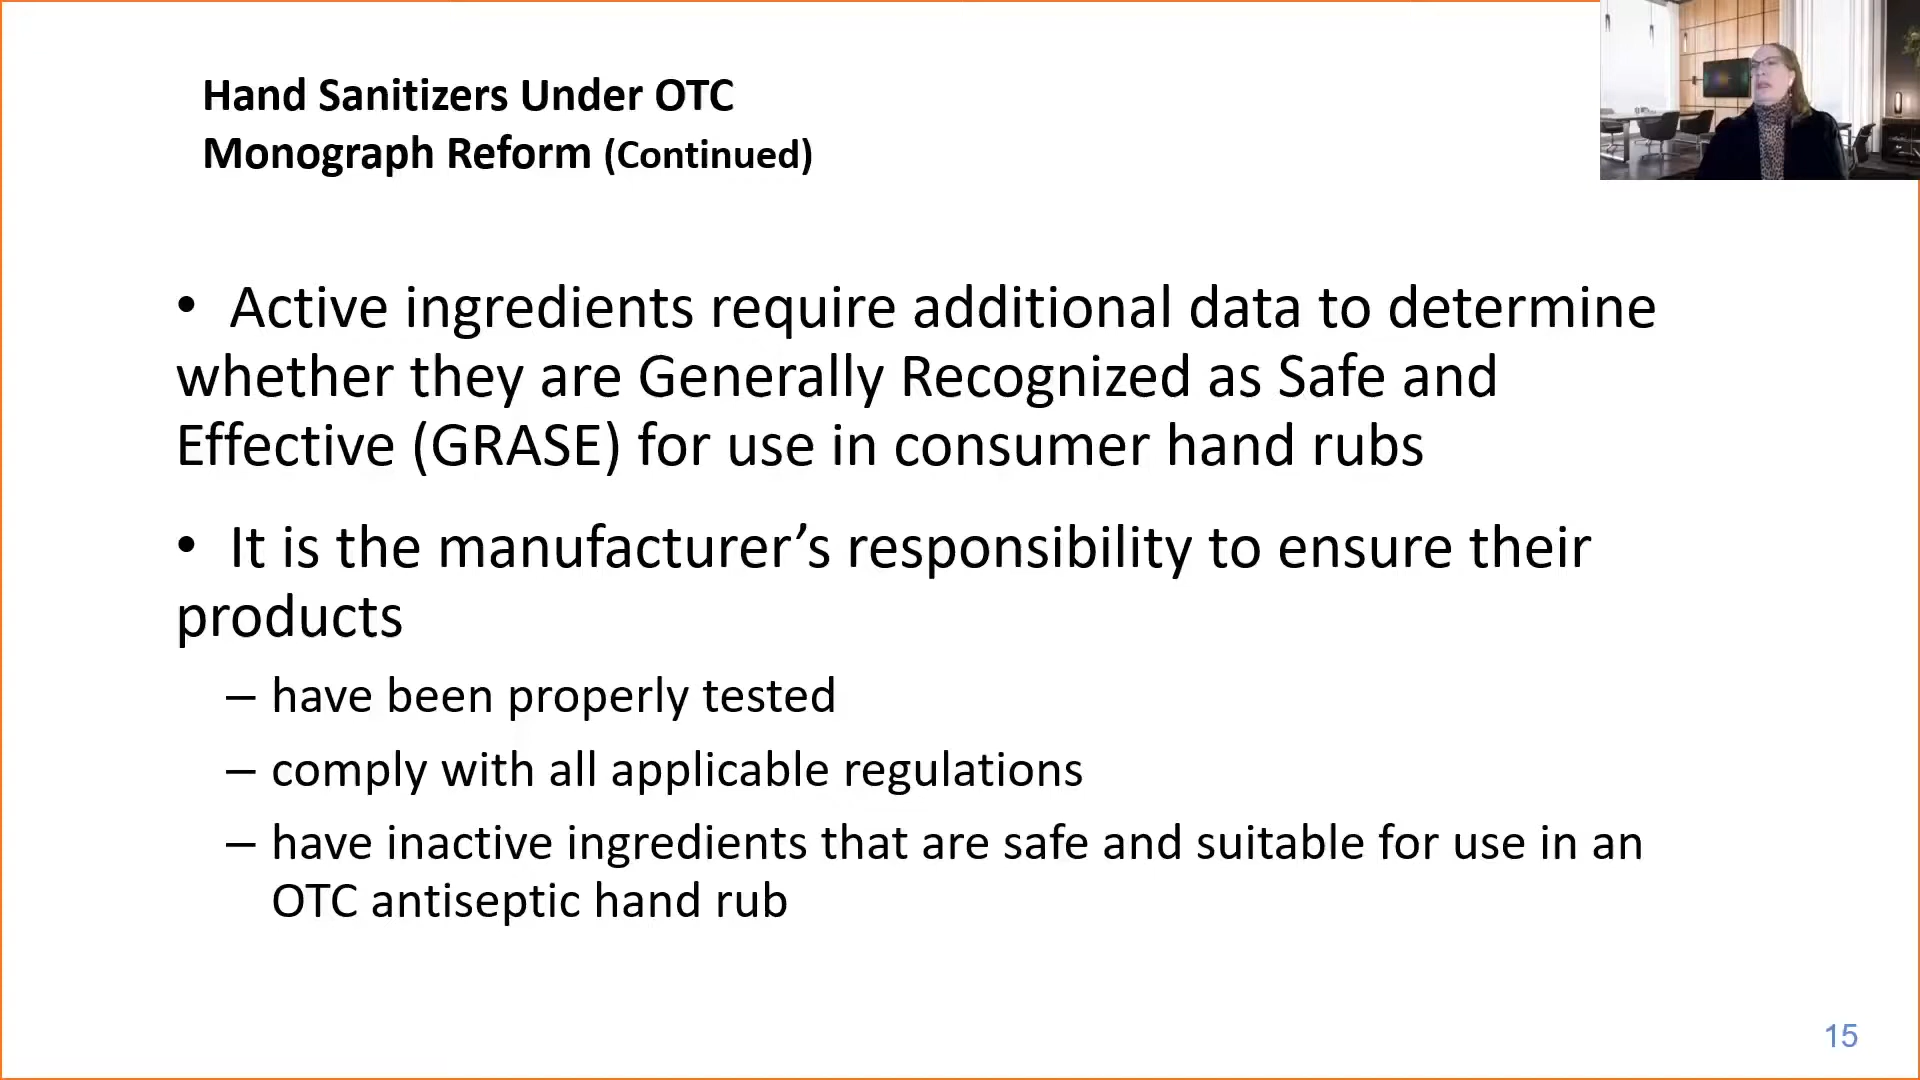 Hand Sanitizers Under OTC
Monograph Reform (Continued)
• Active ingredients require additional data to determine
whether they are Generally Recognized as Safe and
Effective (GRASE) for use in consumer hand rubs
• It is the manufacturer’s responsibility to ensure their
products
– have been properly tested
– comply with all applicable regulations
– have inactive ingredients that are safe and suitable for use in an
OTC antiseptic hand rub
15